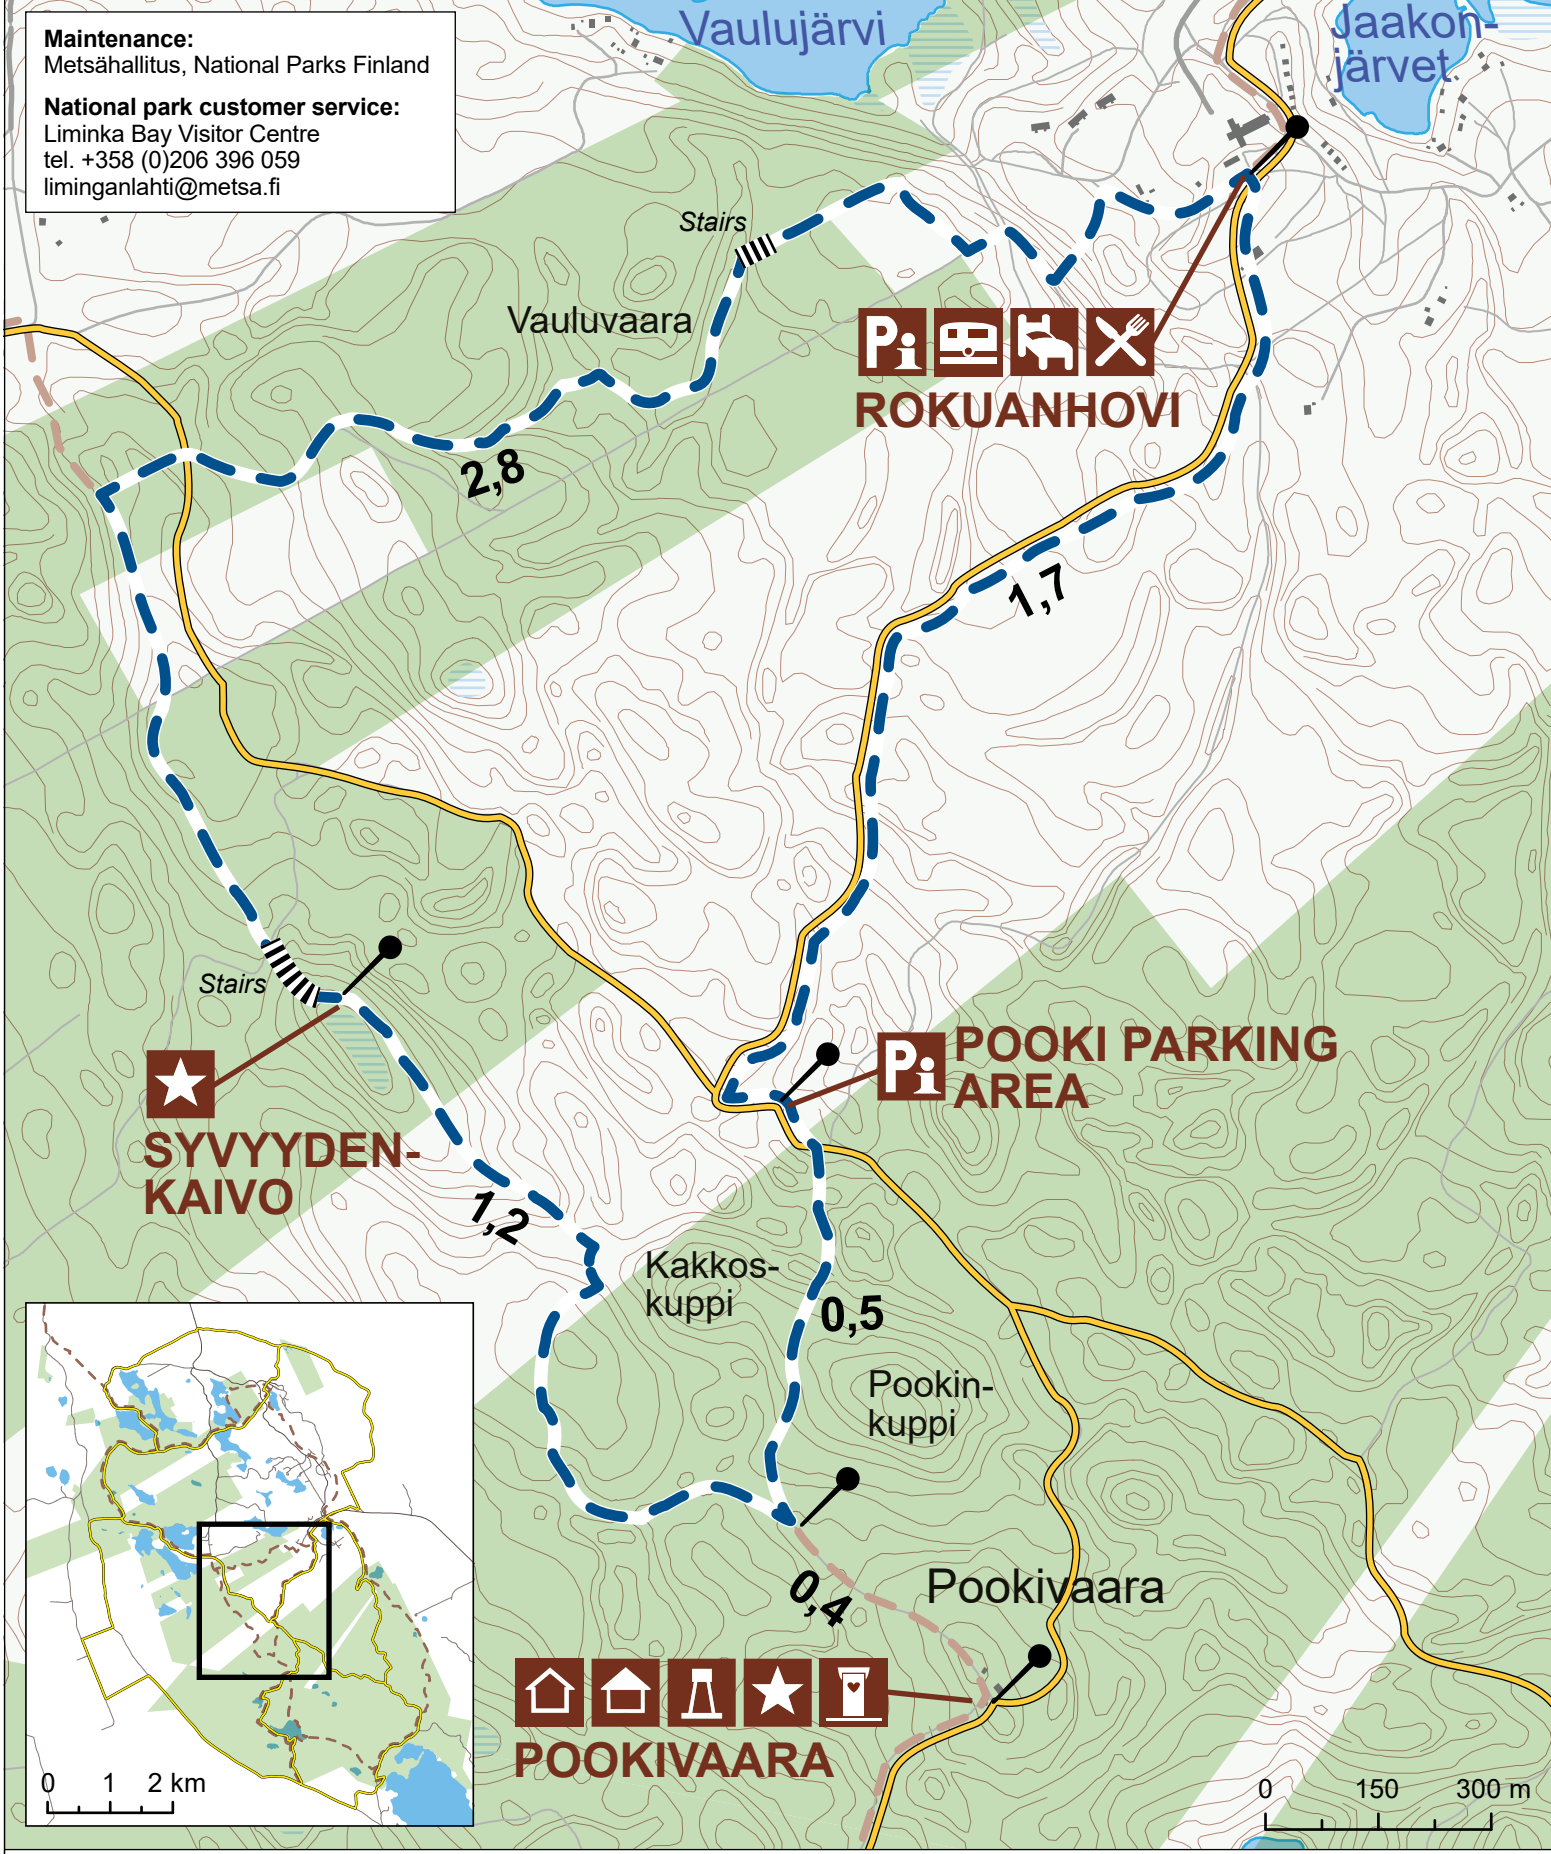 Maintenance:
Metsähallitus, National Parks Finland
National park customer service:
Liminka Bay Visitor Centre
tel. +358 (0)206 396 059
liminganlahti@metsa.fi
Vaulujärvi
Jaakon-
järvet
Stairs
Vauluvaara
Pi
ROKUANHOVI
2,8
1,7
Stairs
SYVYYDEN-
KAIVO
Pi
POOKI PARKING
AREA
1,2
Kakkos-
kuppi
0,5
Pookin-
kuppi
0,4
Pookivaara
POOKIVAARA
0 1 2 km
0 150 300 m